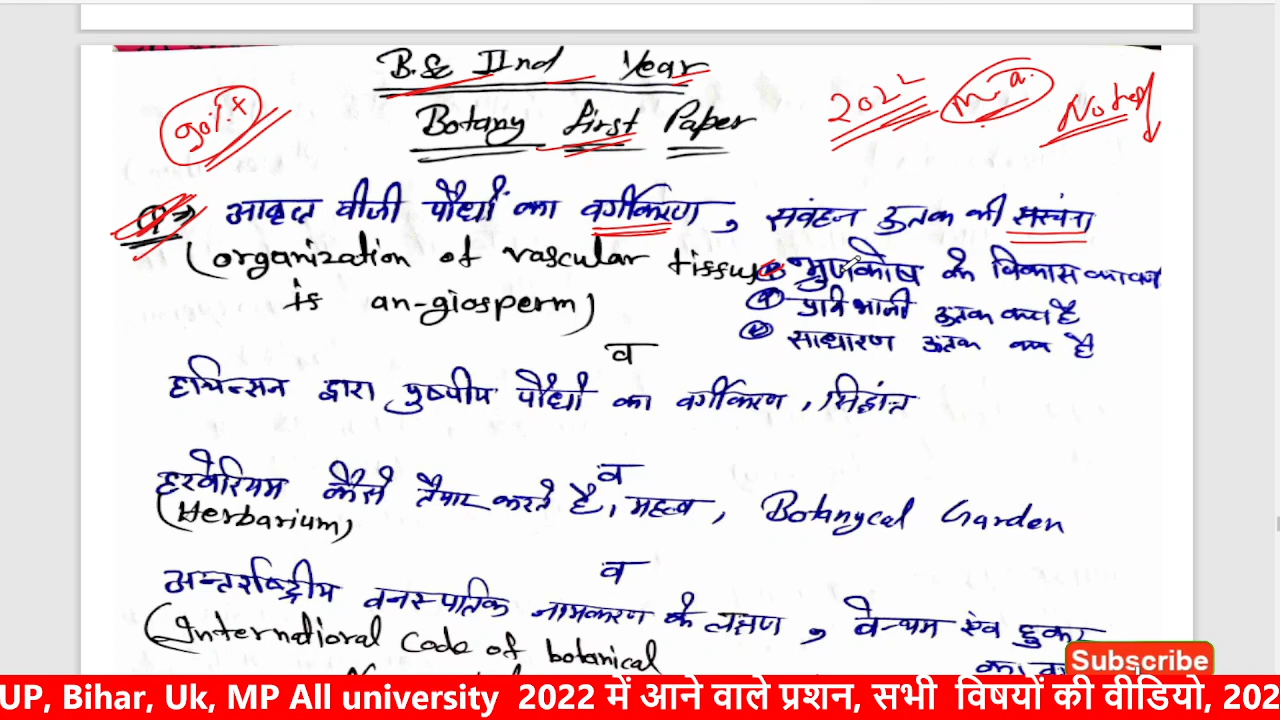 B.Sc IInd Year
Botany first Paper
90%
2022
Notes
Q⇒ आवृत बीजी पौधों का वर्गीकरण, संवहन ऊतक की संरचना
(organization of vascular tissue
is an-giosperm)
भ्रुणकोष के विकास का
प्रविभाजी ऊतक क्या है
साधारण ऊतक क्या है
व
हचिन्सन द्वारा पुष्पीय पौधों का वर्गीकरण, सिद्धांत
व
हरबेरियम कैसे तैयार करते है, महत्व, Botanycal Garden
(Herbarium)
व
अन्तर्राष्ट्रीय वनस्पतिक नामकरण के लक्षण, बेन्थम एंव हुकर
(International code of botanical
का
Subscribe
UP, Bihar, Uk, MP All university 2022 में आने वाले प्रशन, सभी विषयों की वीडियो, 202